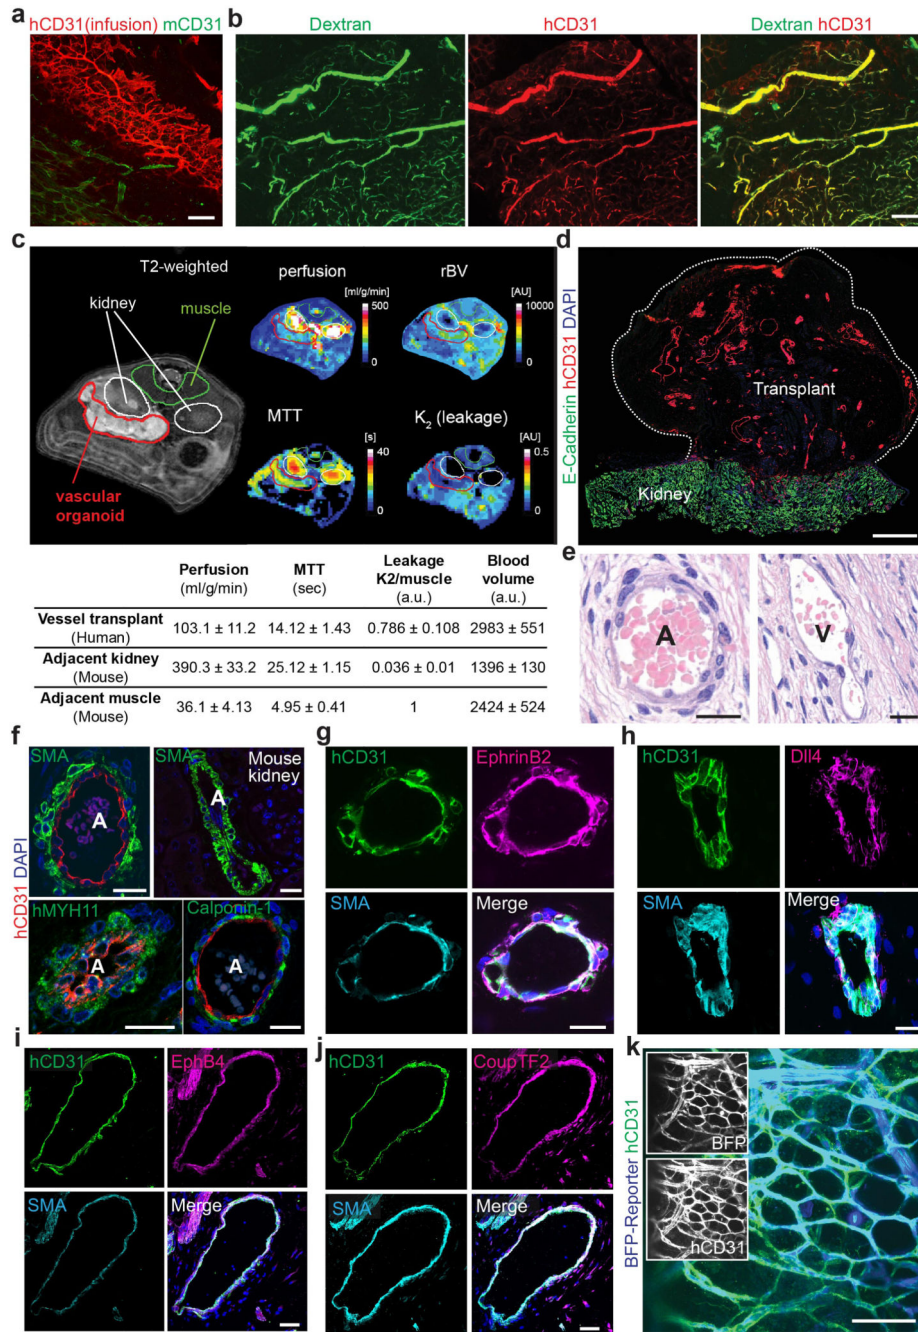 a
hCD31(infusion) mCD31
b
Dextran
hCD31
Dextran hCD31
c
T2-weighted
kidney
muscle
vascular
organoid
perfusion
[ml/g/min]
500
0
rBV
[AU]
10000
0
MTT
[s]
40
0
K2 (leakage)
[AU]
0.5
0
Perfusion
(ml/g/min)
MTT
(sec)
Leakage
K2/muscle
(a.u.)
Blood
volume
(a.u.)
Vessel transplant
(Human)
103.1 ± 11.2 14.12 ± 1.43 0.786 ± 0.108 2983 ± 551
Adjacent kidney
(Mouse)
390.3 ± 33.2 25.12 ± 1.15 0.036 ± 0.01 1396 ± 130
Adjacent muscle
(Mouse)
36.1 ± 4.13 4.95 ± 0.41 1 2424 ± 524
d
E-Cadherin hCD31 DAPI
Transplant
Kidney
e
A
V
f
hCD31 DAPI
SMA
A
SMA
Mouse
kidney
A
hMYH11
A
Calponin-1
A
g
hCD31
EphrinB2
SMA
Merge
h
hCD31
Dll4
SMA
Merge
i
hCD31
EphB4
SMA
Merge
j
hCD31
CoupTF2
SMA
Merge
k
BFP-Reporter hCD31
BFP
hCD31